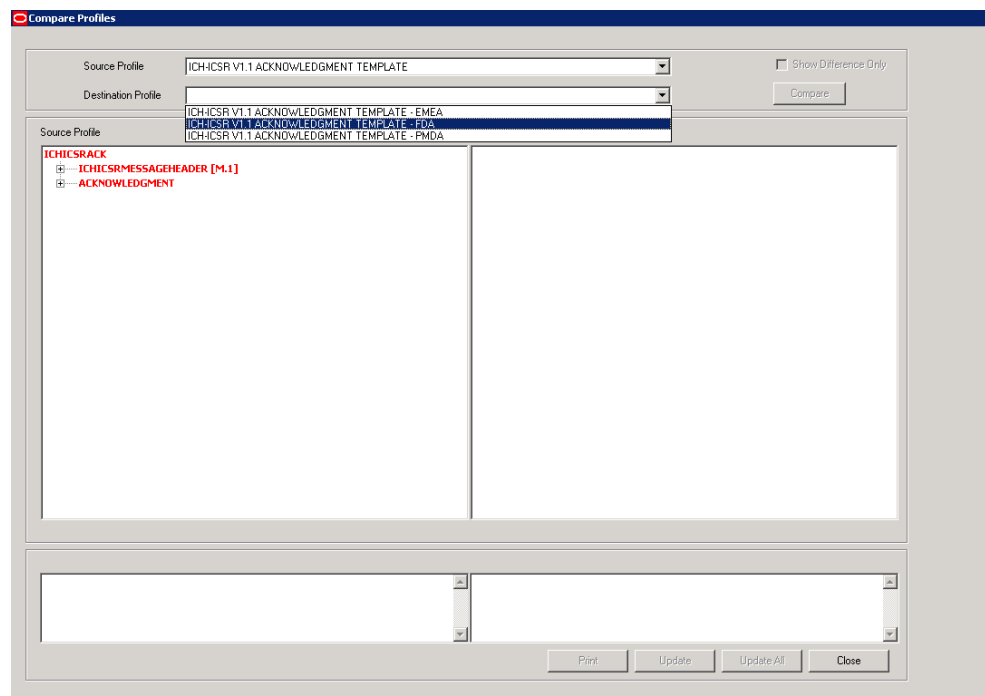 Compare Profiles
Source Profile
ICH-ICSR V1.1 ACKNOWLEDGMENT TEMPLATE
Show Difference Only
Destination Profile
Compare
ICH-ICSR V1.1 ACKNOWLEDGMENT TEMPLATE - EMEA
ICH-ICSR V1.1 ACKNOWLEDGMENT TEMPLATE - FDA
ICH-ICSR V1.1 ACKNOWLEDGMENT TEMPLATE - PMDA
Source Profile
ICHICSRACK
ICHICSRMESSAGEHEADER [M.1]
ACKNOWLEDGMENT
Print
Update
Update All
Close